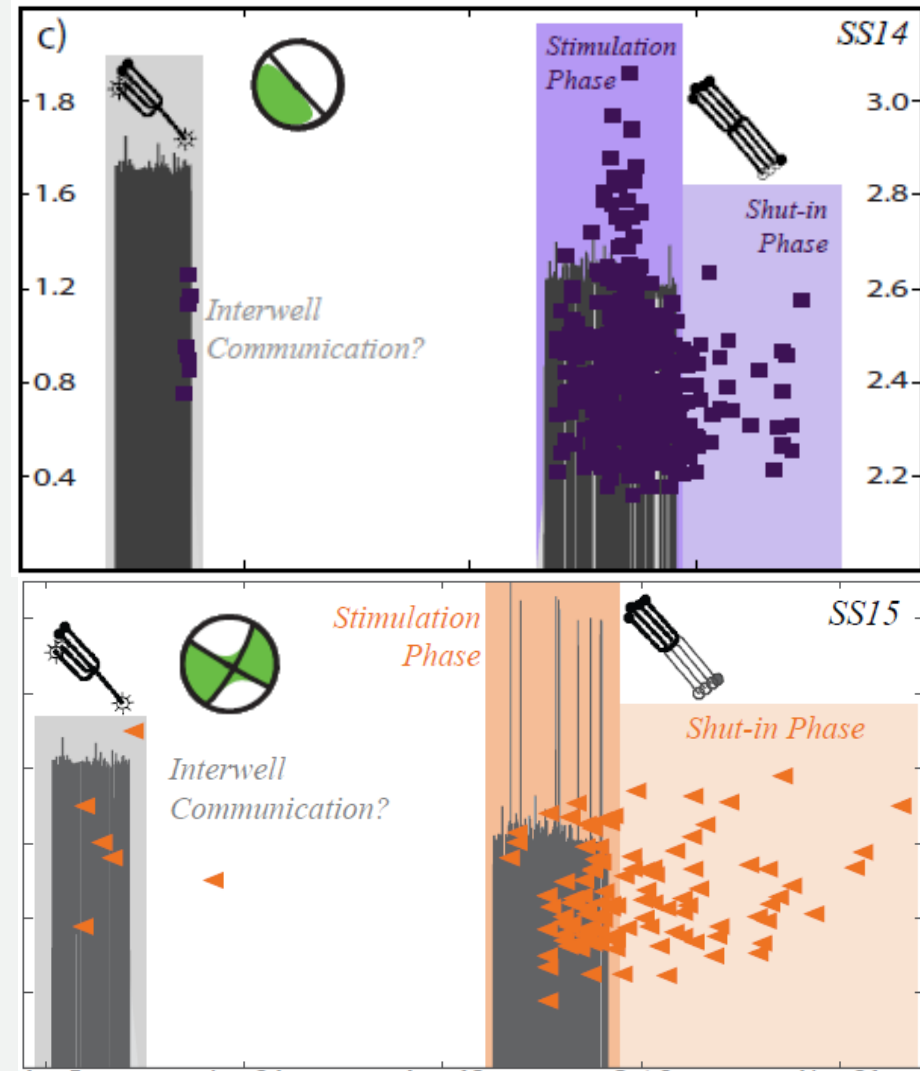 c)
SS14
Stimulation
Phase
1.8
3.0
1.6
2.8
Shut-in
Phase
1.2
2.6
Interwell
Communication?
0.8
2.4
0.4
2.2
Stimulation
Phase
SS15
Shut-in Phase
Interwell
Communication?